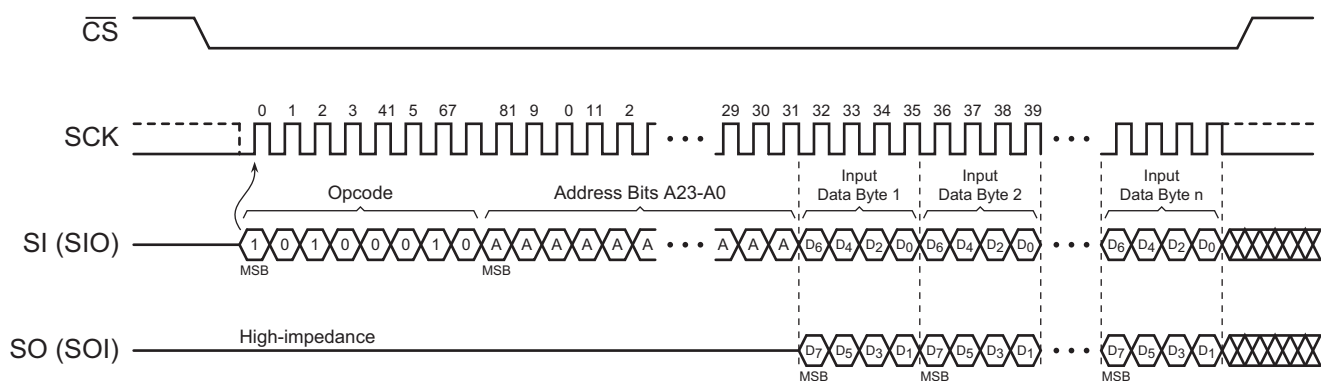 CS
0 1 2 3 41 5 67 81 9 0 11 2 29 30 31 32 33 34 35 36 37 38 39
SCK
Opcode Address Bits A23-A0 Input Data Byte 1 Input Data Byte 2 Input Data Byte n
SI (SIO) 1 0 1 0 0 0 1 0 A A A A A A A A A D6 D4 D2 D0 D6 D4 D2 D0 D6 D4 D2 D0
MSB MSB
High-impedance
SO (SOI) D7 D5 D3 D1 D7 D5 D3 D1 D7 D5 D3 D1
MSB MSB MSB